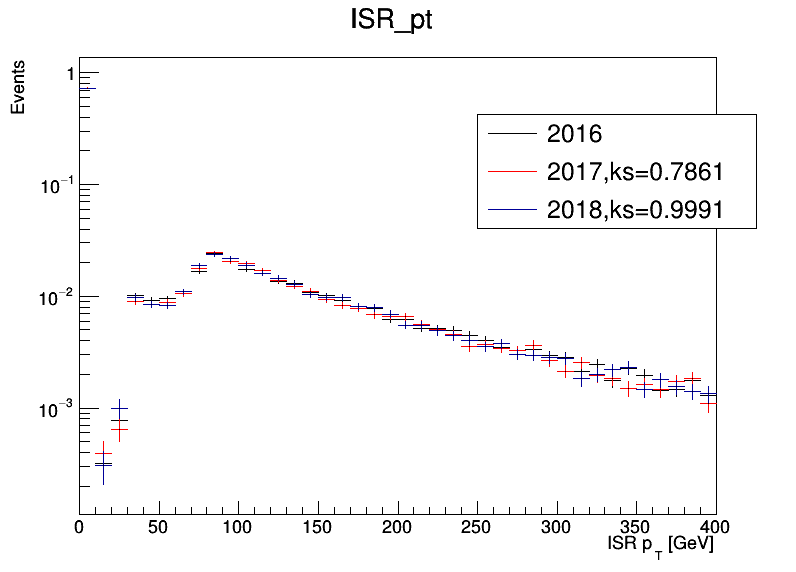 ISR_pt
Events
1
10⁻¹
10⁻²
10⁻³
2016
2017,ks=0.7861
2018,ks=0.9991
0 50 100 150 200 250 300 350 400
ISR p_T [GeV]